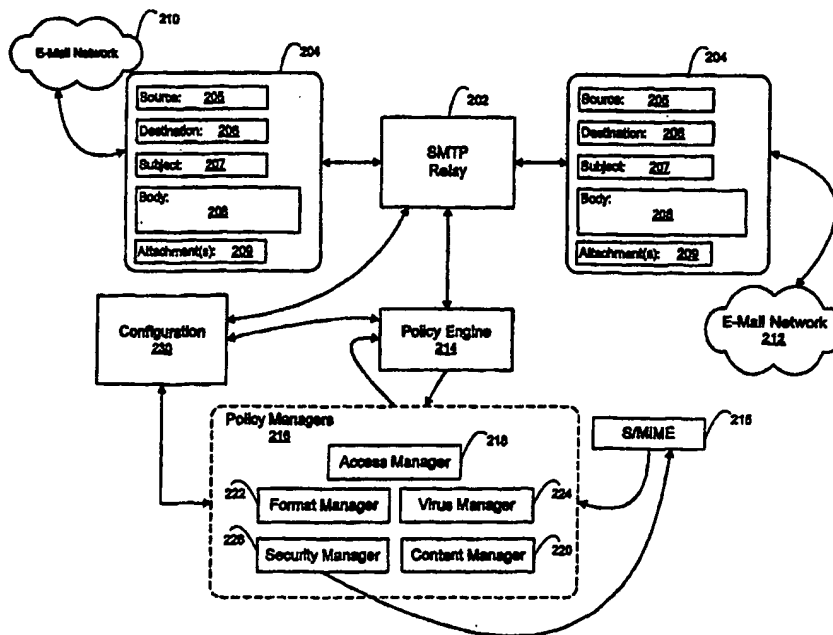 210
E-Mail Network
204
Source: 205
Destination: 206
Subject: 207
Body:
208
Attachment(s): 209
202
SMTP
Relay
204
Source: 205
Destination: 206
Subject: 207
Body:
208
Attachment(s): 209
Configuration
230
Policy Engine
214
E-Mail Network
212
Policy Managers
216
218
Access Manager
S/MIME
215
222
Format Manager
Virus Manager
224
226
Security Manager
Content Manager
220